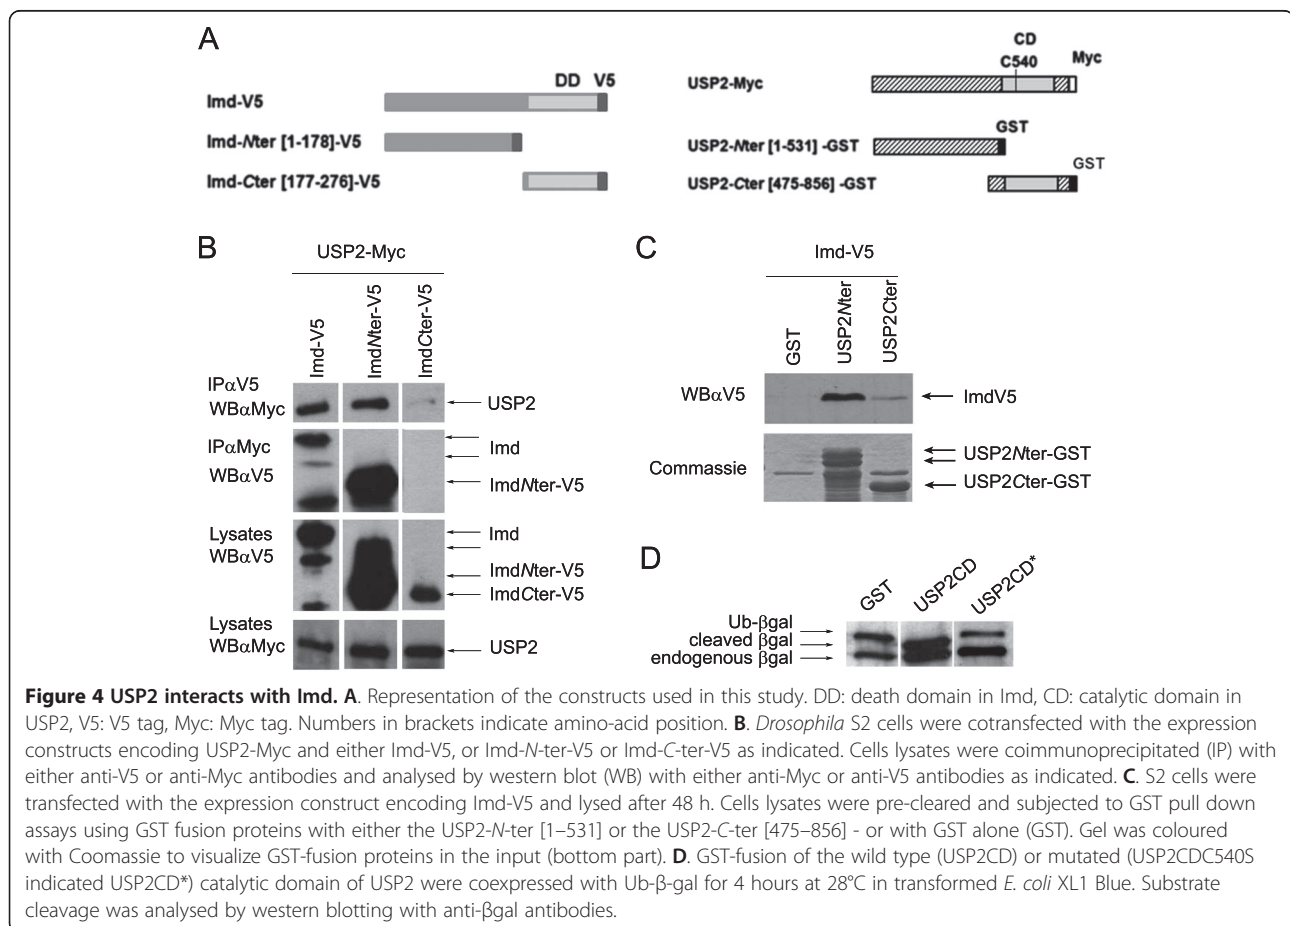 A
DD V5
Imd-V5
Imd-Nter [1-178]-V5
Imd-Cter [177-276]-V5
CD
C540
Myc
USP2-Myc
GST
USP2-Nter [1-531] -GST
GST
USP2-Cter [475-856] -GST
B
USP2-Myc
Imd-V5
ImdNter-V5
ImdCter-V5
IPαV5
WBαMyc
USP2
IPαMyc
WBαV5
Imd
ImdNter-V5
Lysates
WBαV5
Imd
ImdNter-V5
ImdCter-V5
Lysates
WBαMyc
USP2
C
Imd-V5
GST
USP2Nter
USP2Cter
WBαV5
ImdV5
Commassie
USP2Nter-GST
USP2Cter-GST
D
GST
USP2CD
USP2CD*
Ub-βgal
cleaved βgal
endogenous βgal
Figure 4 USP2 interacts with Imd. A. Representation of the constructs used in this study. DD: death domain in Imd, CD: catalytic domain in
USP2, V5: V5 tag, Myc: Myc tag. Numbers in brackets indicate amino-acid position. B. Drosophila S2 cells were cotransfected with the expression
constructs encoding USP2-Myc and either Imd-V5, or Imd-N-ter-V5 or Imd-C-ter-V5 as indicated. Cells lysates were coimmunoprecipitated (IP) with
either anti-V5 or anti-Myc antibodies and analysed by western blot (WB) with either anti-Myc or anti-V5 antibodies as indicated. C. S2 cells were
transfected with the expression construct encoding Imd-V5 and lysed after 48 h. Cells lysates were pre-cleared and subjected to GST pull down
assays using GST fusion proteins with either the USP2-N-ter [1–531] or the USP2-C-ter [475–856] - or with GST alone (GST). Gel was coloured
with Coomassie to visualize GST-fusion proteins in the input (bottom part). D. GST-fusion of the wild type (USP2CD) or mutated (USP2CDC540S
indicated USP2CD*) catalytic domain of USP2 were coexpressed with Ub-β-gal for 4 hours at 28°C in transformed E. coli XL1 Blue. Substrate
cleavage was analysed by western blotting with anti-βgal antibodies.